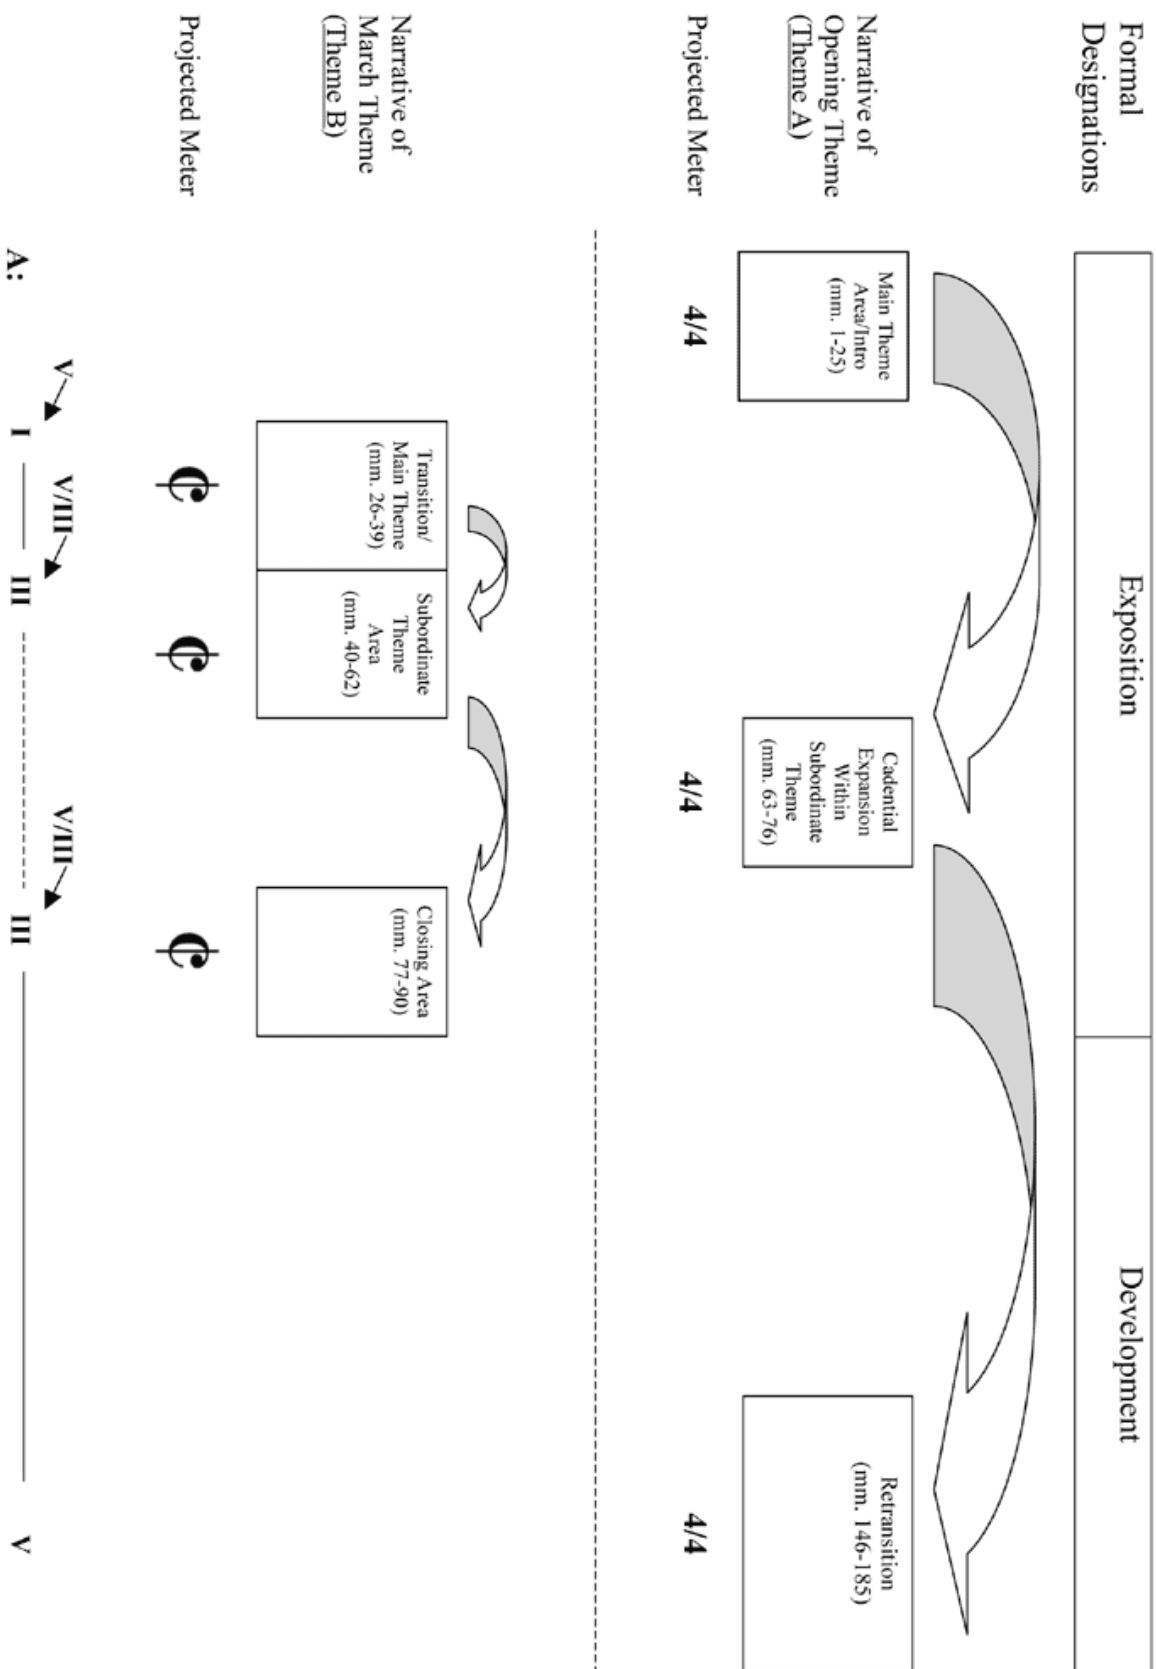 Formal
Designations
Exposition
Development
Narrative of
Opening Theme
(Theme A)
Main Theme
Area/Intro
(mm. 1-25)
Cadential
Expansion
Within
Subordinate
Theme
(mm. 63-76)
Retransition
(mm. 146-185)
Projected Meter
4/4
4/4
4/4
Narrative of
March Theme
(Theme B)
Transition/
Main Theme
(mm. 26-39)
Subordinate
Theme
Area
(mm. 40-62)
Closing Area
(mm. 77-90)
Projected Meter
V
V/III
V/III
A:
I
III
III
V